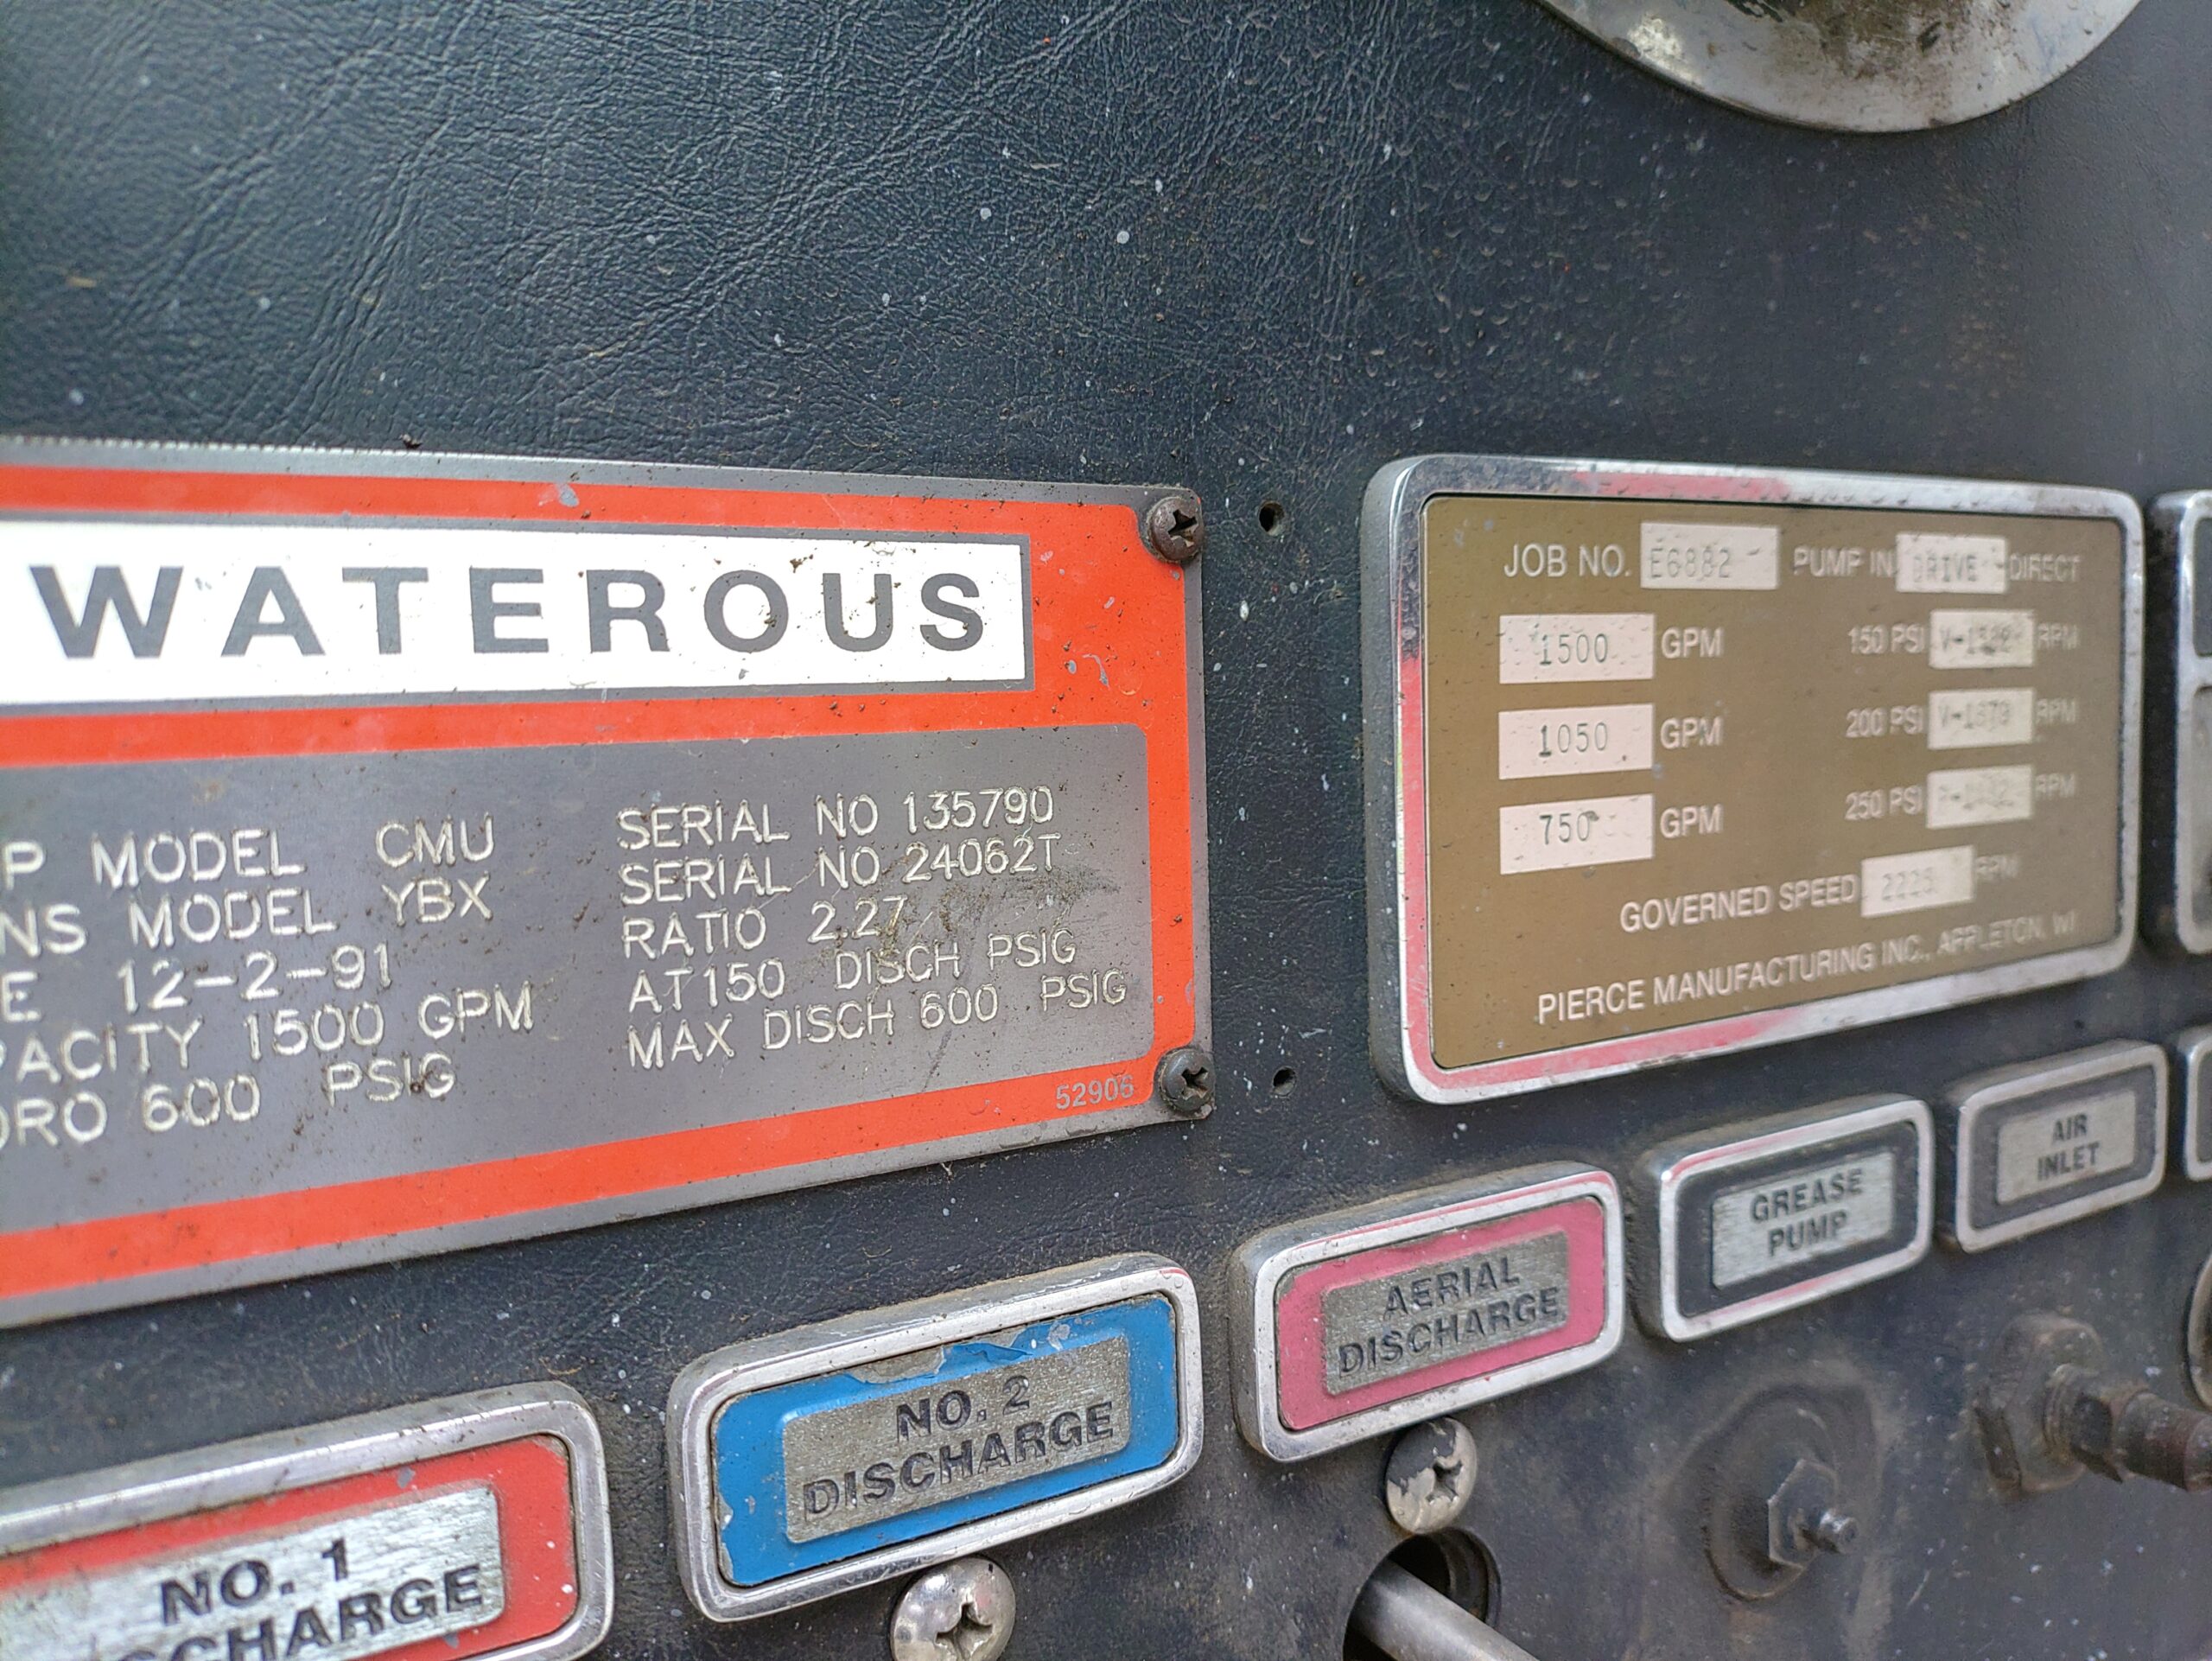 WATEROUS
P MODEL CMU SERIAL NO 135790
NS MODEL YBX SERIAL NO 24062T
E 12-2-91 RATIO 2.27
PACITY 1500 GPM AT150 DISCH PSIG
DRO 600 PSIG MAX DISCH 600 PSIG
52906
JOB NO. E6882 PUMP IN DRIVE DIRECT
1500 GPM 150 PSI RPM
1050 GPM 200 PSI RPM
750 GPM 250 PSI RPM
GOVERNED SPEED RPM
PIERCE MANUFACTURING INC., APPLETON, WI
NO. 1
SCHARGE
NO. 2
DISCHARGE
AERIAL
DISCHARGE
GREASE
PUMP
AIR
INLET